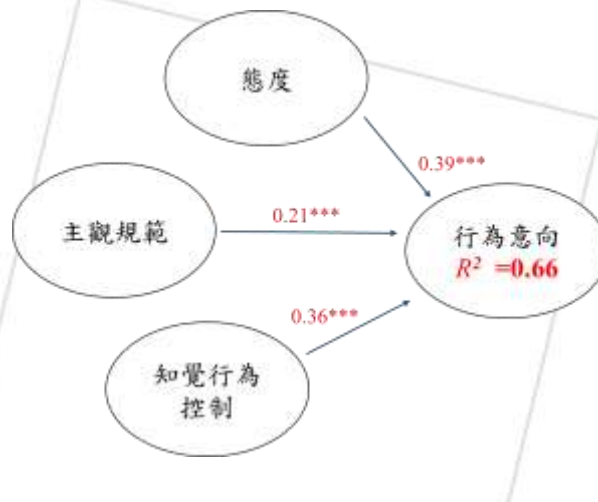 態度
0.39***
主觀規範
0.21***
行為意向
R² =0.66
0.36***
知覺行為
控制